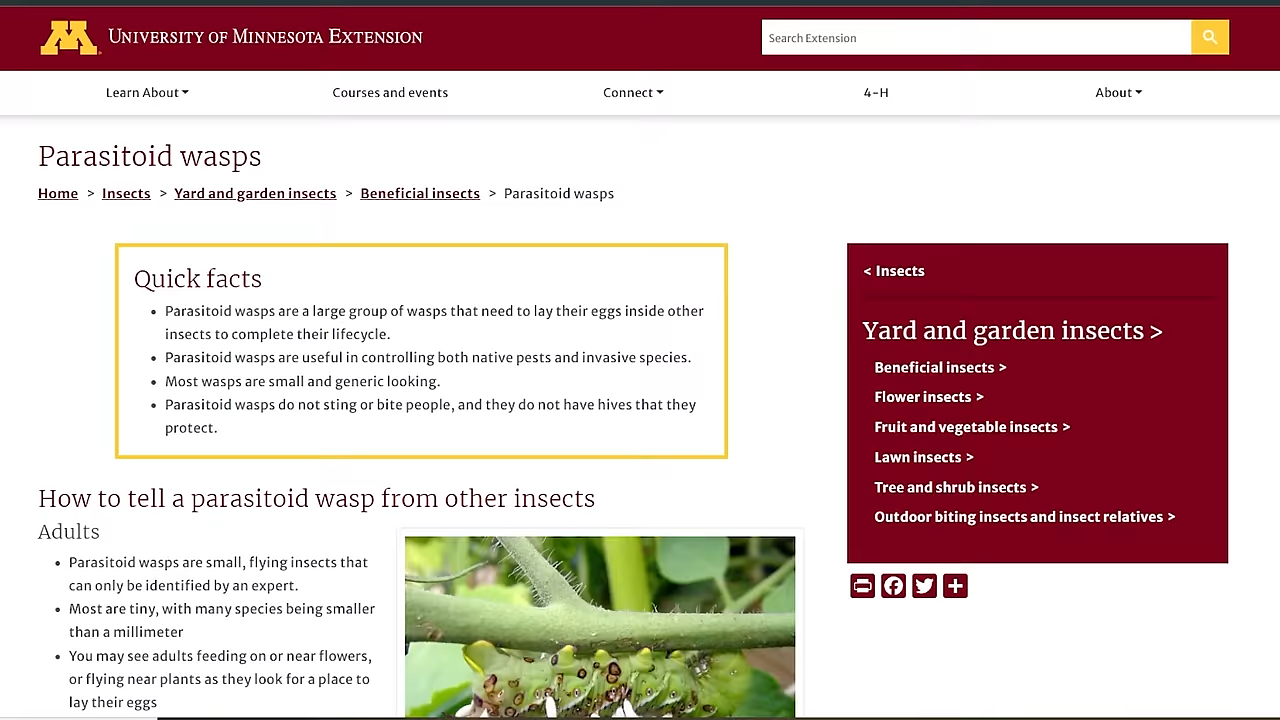 M UNIVERSITY OF MINNESOTA EXTENSION
Search Extension
Learn About
Courses and events
Connect
4-H
About
Parasitoid wasps
Home > Insects > Yard and garden insects > Beneficial insects > Parasitoid wasps
Quick facts
• Parasitoid wasps are a large group of wasps that need to lay their eggs inside other
insects to complete their lifecycle.
• Parasitoid wasps are useful in controlling both native pests and invasive species.
• Most wasps are small and generic looking.
• Parasitoid wasps do not sting or bite people, and they do not have hives that they
protect.
How to tell a parasitoid wasp from other insects
Adults
• Parasitoid wasps are small, flying insects that
can only be identified by an expert.
• Most are tiny, with many species being smaller
than a millimeter
• You may see adults feeding on or near flowers,
or flying near plants as they look for a place to
lay their eggs
< Insects
Yard and garden insects >
Beneficial insects >
Flower insects >
Fruit and vegetable insects >
Lawn insects >
Tree and shrub insects >
Outdoor biting insects and insect relatives >